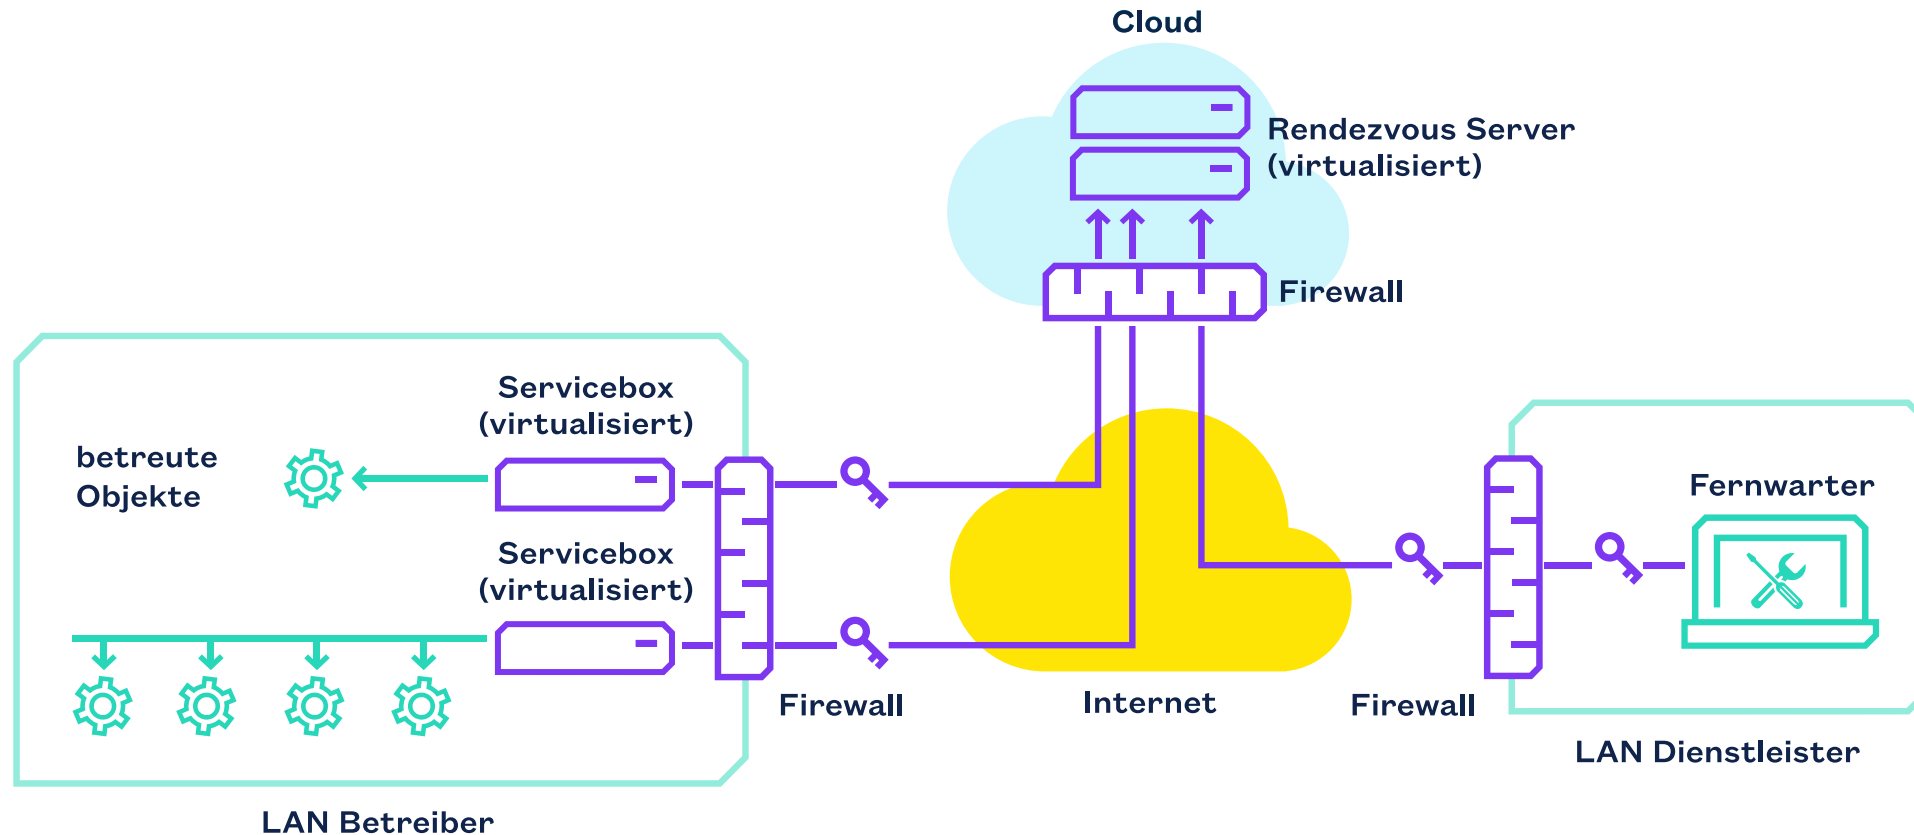 Cloud
Rendezvous Server
(virtualisiert)
Firewall
Servicebox
(virtualisiert)
betreute
Objekte
Servicebox
(virtualisiert)
Firewall
Internet
Fernwarter
Firewall
LAN Dienstleister
LAN Betreiber